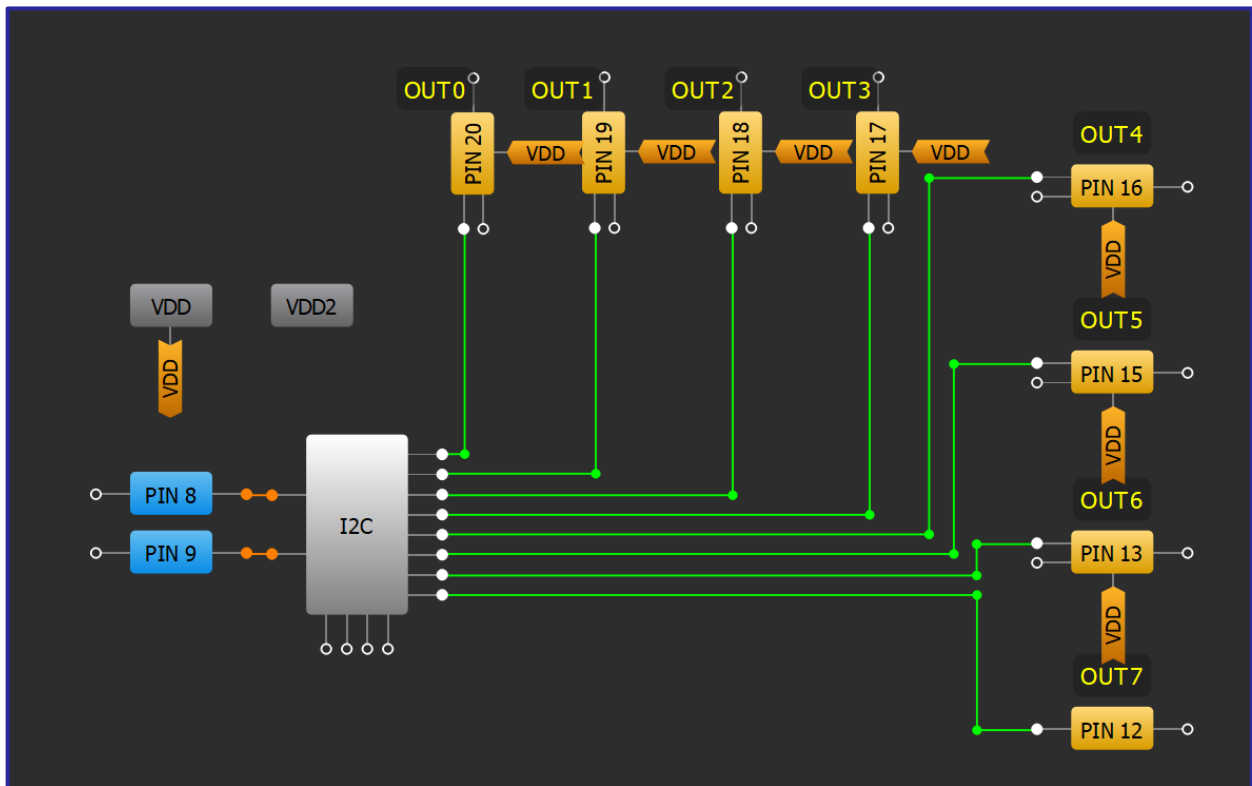 OUT0
OUT1
OUT2
OUT3
PIN 20
VDD
PIN 19
VDD
PIN 18
VDD
PIN 17
VDD
OUT4
PIN 16
VDD
VDD
VDD2
VDD
OUT5
PIN 15
VDD
PIN 8
PIN 9
I2C
OUT6
PIN 13
VDD
OUT7
PIN 12